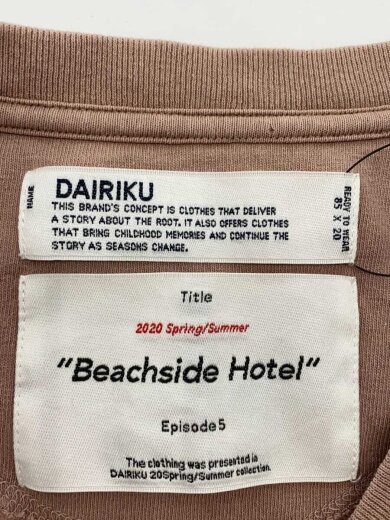 NAME
DAIRIKU
THIS BRAND'S CONCEPT IS CLOTHES THAT DELIVER
A STORY ABOUT THE ROOT. IT ALSO OFFERS CLOTHES
THAT BRING CHILDHOOD MEMORIES AND CONTINUE THE
STORY AS SEASONS CHANGE.
READY TO WEAR
85 X 20
Title
2020 Spring/Summer
"Beachside Hotel"
Episode5
The clothing was presented in
DAIRIKU 20Spring/Summer collection.